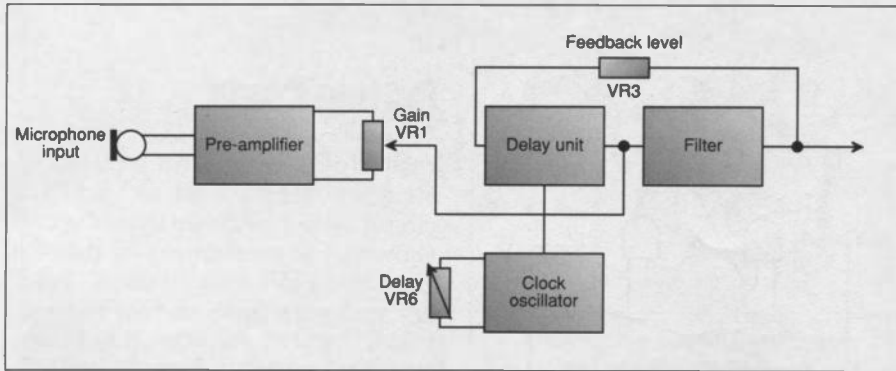 Feedback level
VR3
Microphone
input
Pre-amplifier
Gain
VR1
Delay unit
Filter
Delay
VR6
Clock
oscillator